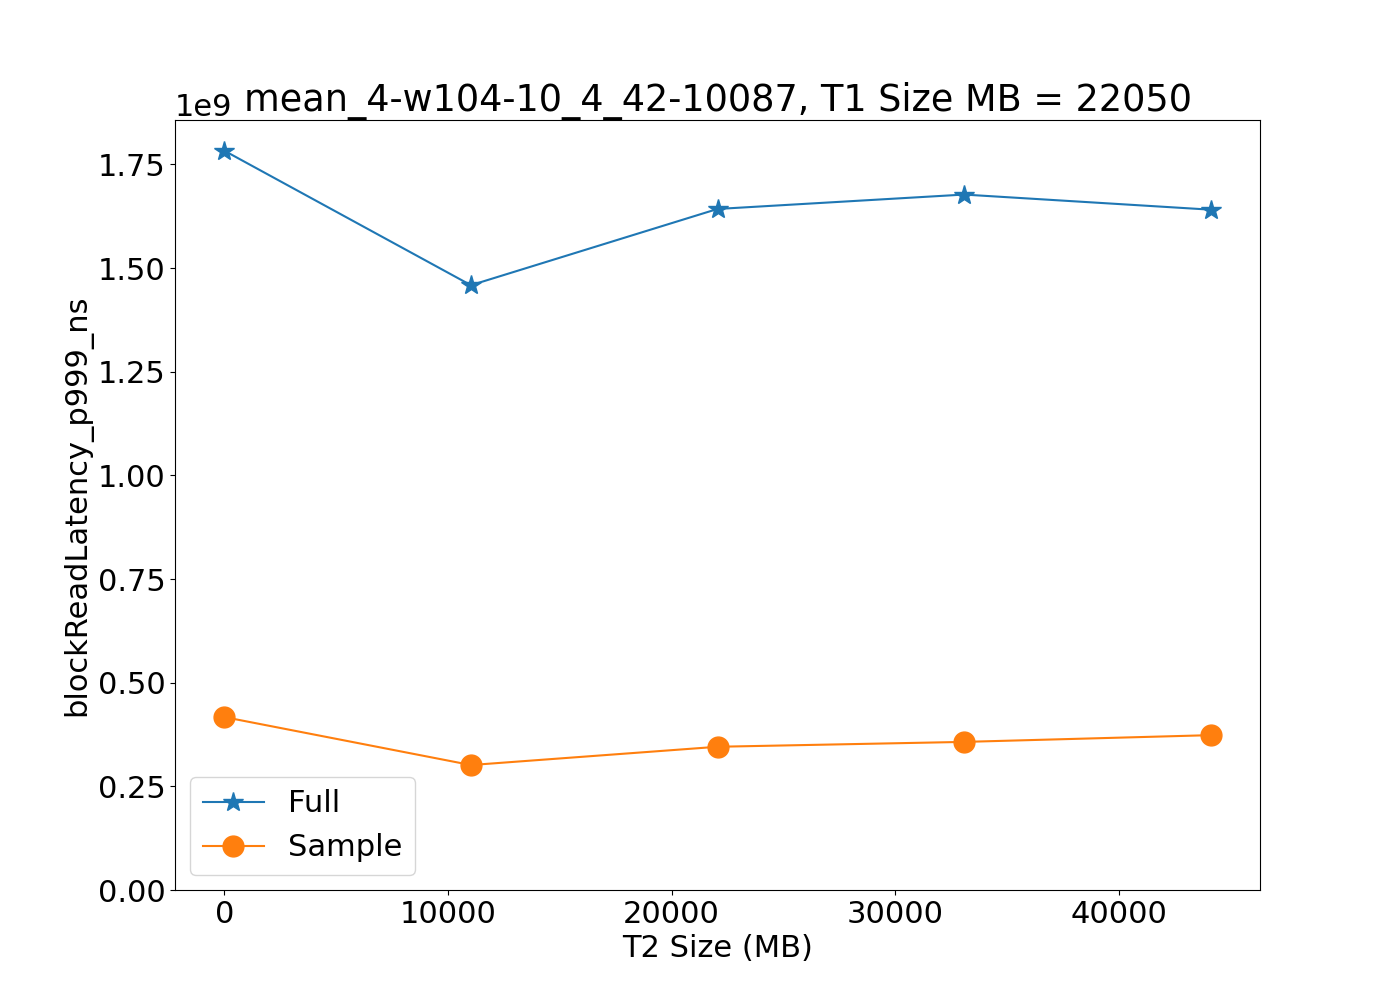 1e9
mean_4-w104-10_4_42-10087, T1 Size MB = 22050
blockReadLatency_p999_ns
1.75
1.50
1.25
1.00
0.75
0.50
0.25
0.00
Full
Sample
0 10000 20000 30000 40000
T2 Size (MB)